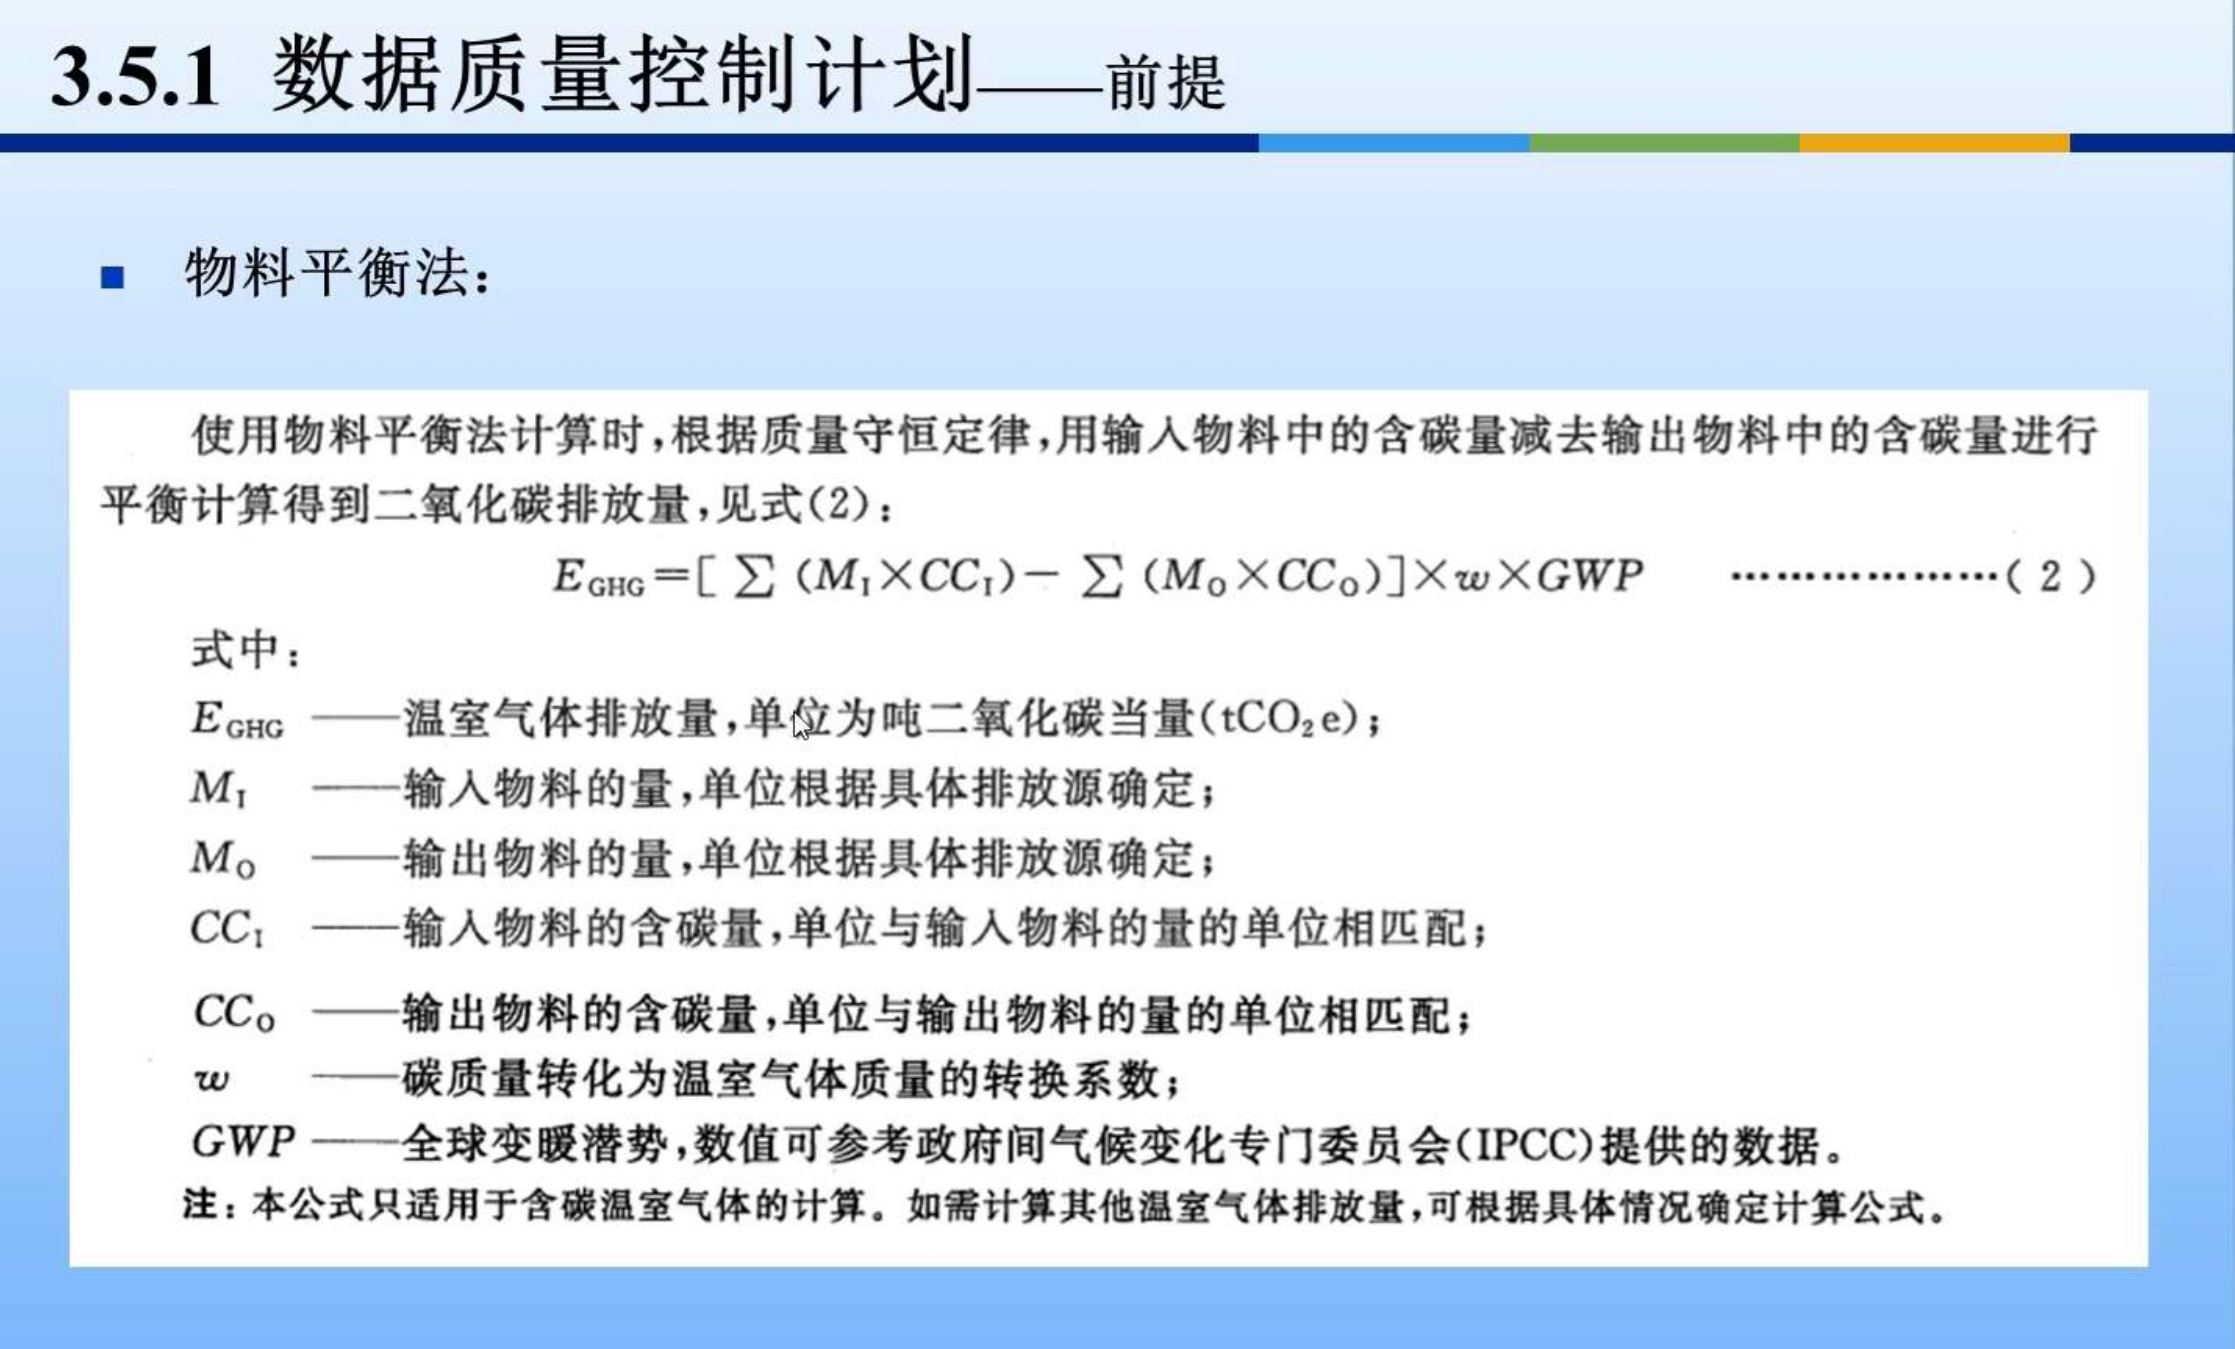 3.5.1 数据质量控制计划——前提
■ 物料平衡法：
使用物料平衡法计算时,根据质量守恒定律,用输入物料中的含碳量减去输出物料中的含碳量进行
平衡计算得到二氧化碳排放量,见式(2)：
E_GHG=[∑(M_I×CC_I)－∑(M_O×CC_O)]×w×GWP ………………( 2 )
式中：
E_GHG ——温室气体排放量,单位为吨二氧化碳当量(tCO₂e)；
M_I ——输入物料的量,单位根据具体排放源确定；
M_O ——输出物料的量,单位根据具体排放源确定；
CC_I ——输入物料的含碳量,单位与输入物料的量的单位相匹配；
CC_O ——输出物料的含碳量,单位与输出物料的量的单位相匹配；
w ——碳质量转化为温室气体质量的转换系数；
GWP ——全球变暖潜势,数值可参考政府间气候变化专门委员会(IPCC)提供的数据。
注：本公式只适用于含碳温室气体的计算。如需计算其他温室气体排放量,可根据具体情况确定计算公式。